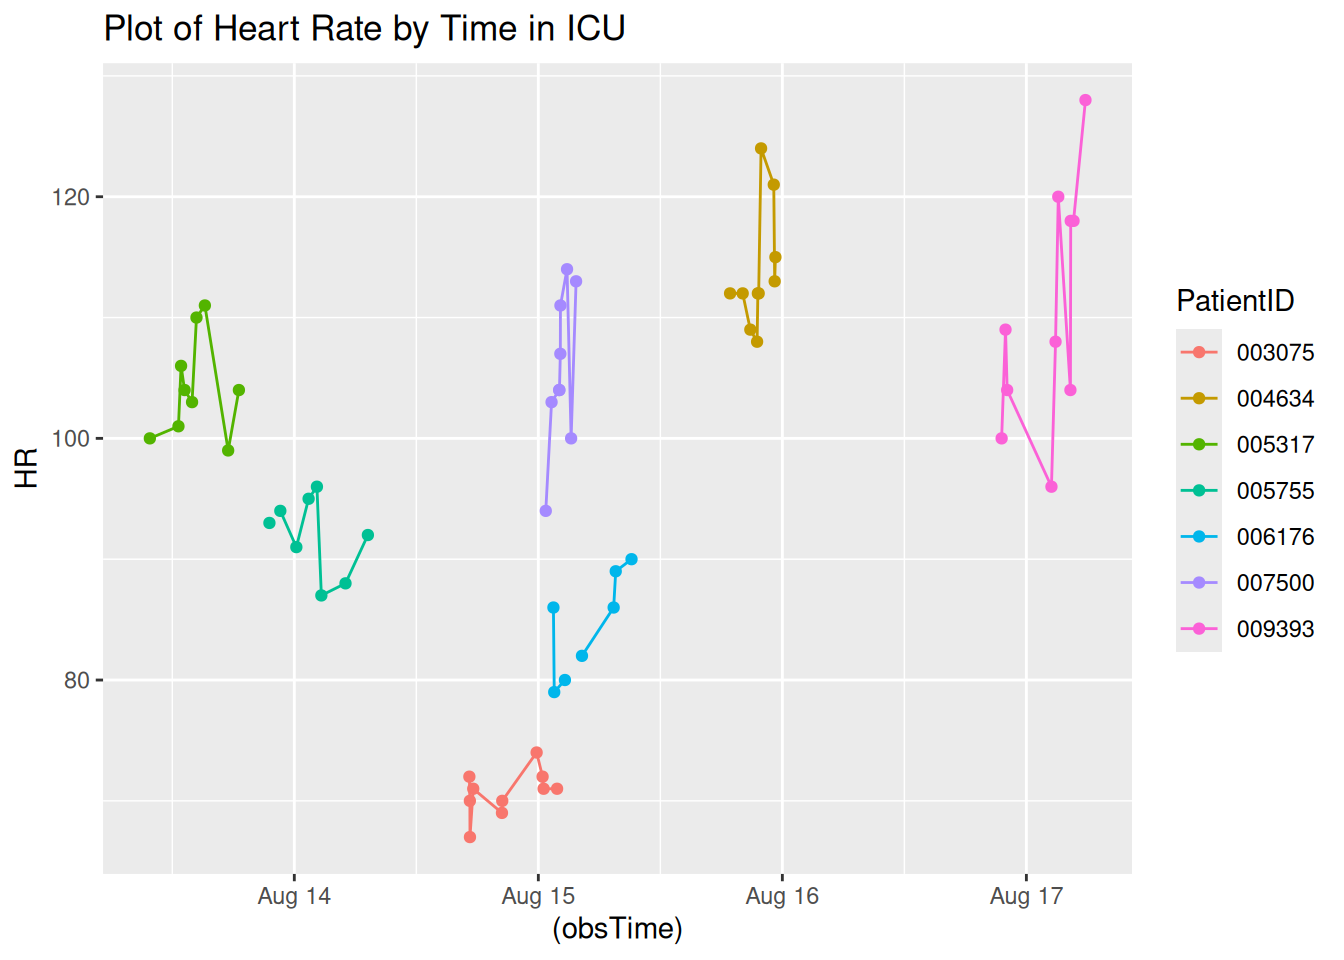 Plot of Heart Rate by Time in ICU
120
100
80
HR
Aug 14
Aug 15
Aug 16
Aug 17
(obsTime)
PatientID
003075
004634
005317
005755
006176
007500
009393